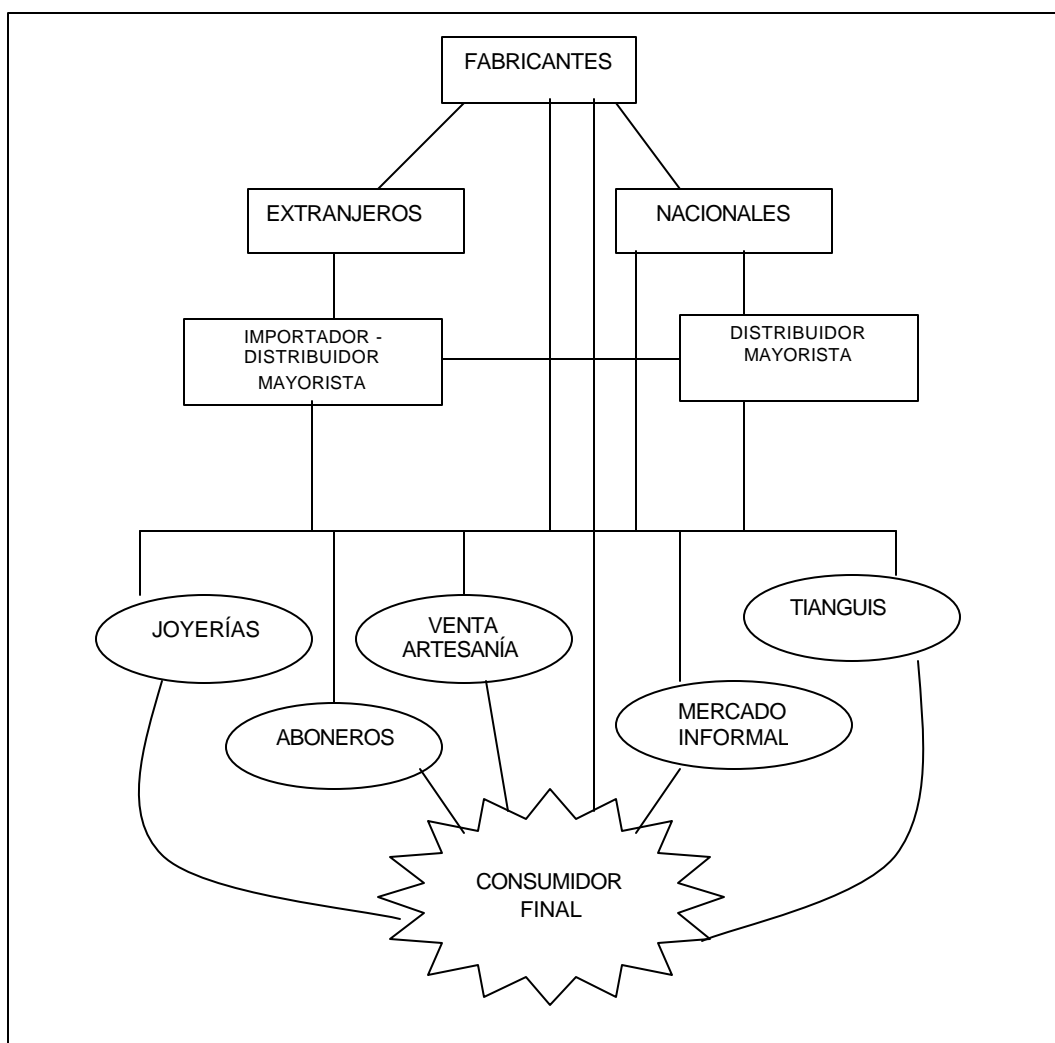 FABRICANTES
EXTRANJEROS
NACIONALES
IMPORTADOR -
DISTRIBUIDOR
MAYORISTA
DISTRIBUIDOR
MAYORISTA
JOYERÍAS
VENTA
ARTESANÍA
TIANGUIS
ABONEROS
MERCADO
INFORMAL
CONSUMIDOR
FINAL